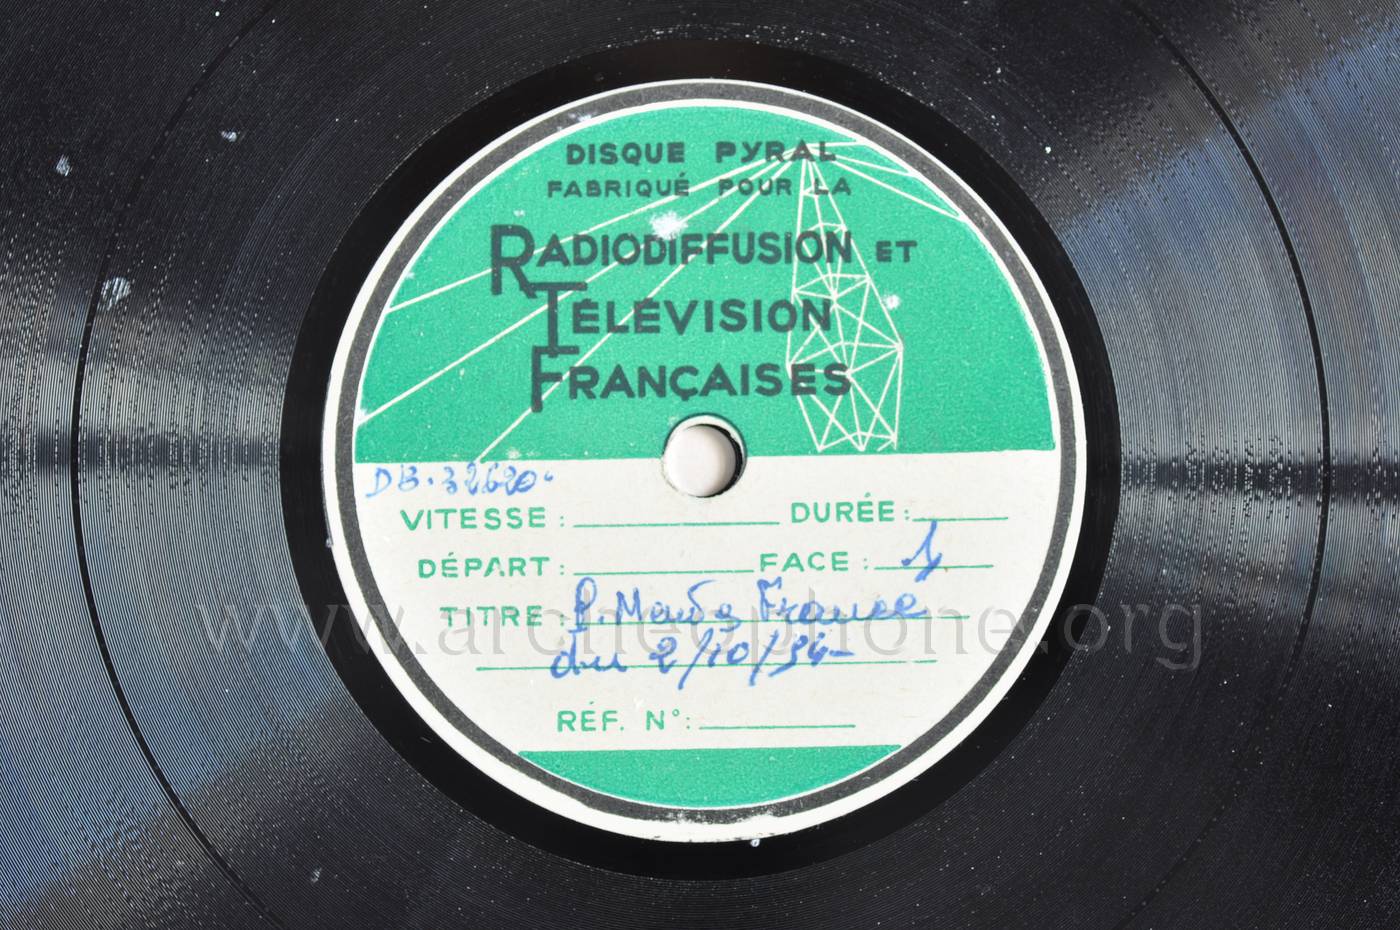 DISQUE PYRAL
FABRIQUÉ POUR LA
RADIODIFFUSION ET
TÉLÉVISION
FRANÇAISES
DB.32620.
VITESSE : DURÉE :
DÉPART : FACE : 1
TITRE : P. Mendes France
du 2/10/54-
RÉF. N° :
www.archeophone.org